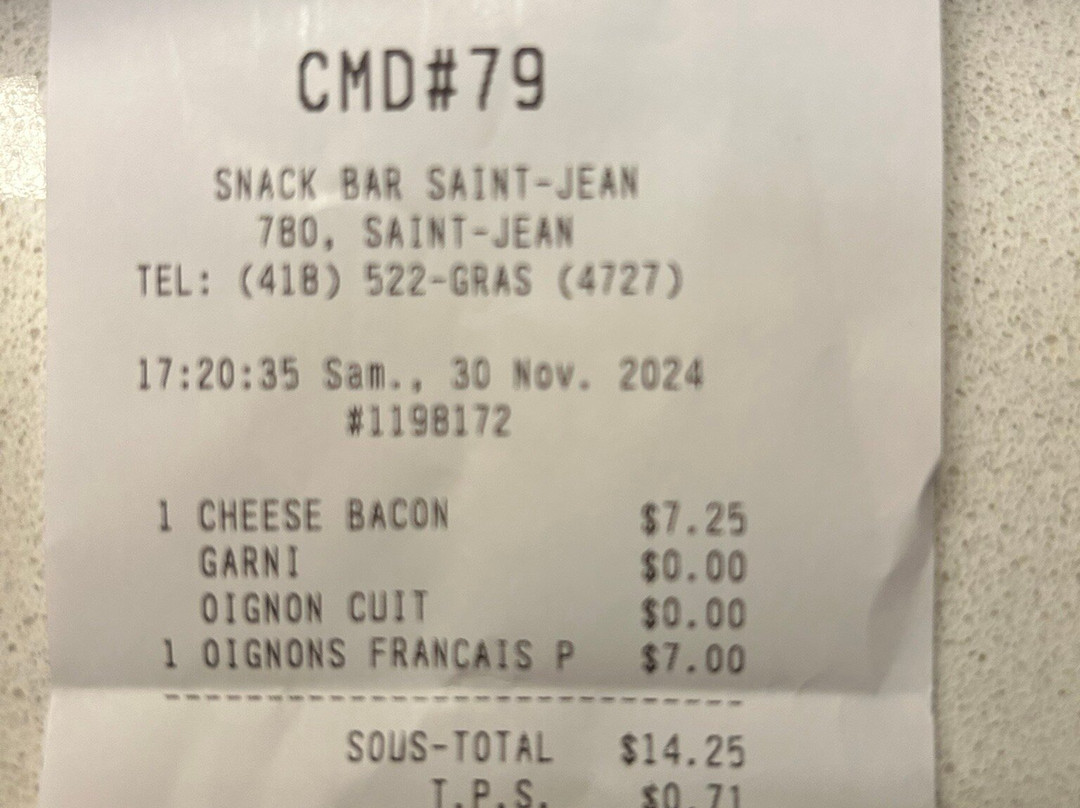 CMD#79
SNACK BAR SAINT-JEAN
780, SAINT-JEAN
TEL: (418) 522-GRAS (4727)
17:20:35 Sam., 30 Nov. 2024
#1198172
1 CHEESE BACON $7.25
GARNI $0.00
OIGNON CUIT $0.00
1 OIGNONS FRANCAIS P $7.00
--------------------------------
SOUS-TOTAL $14.25
T.P.S. $0.71